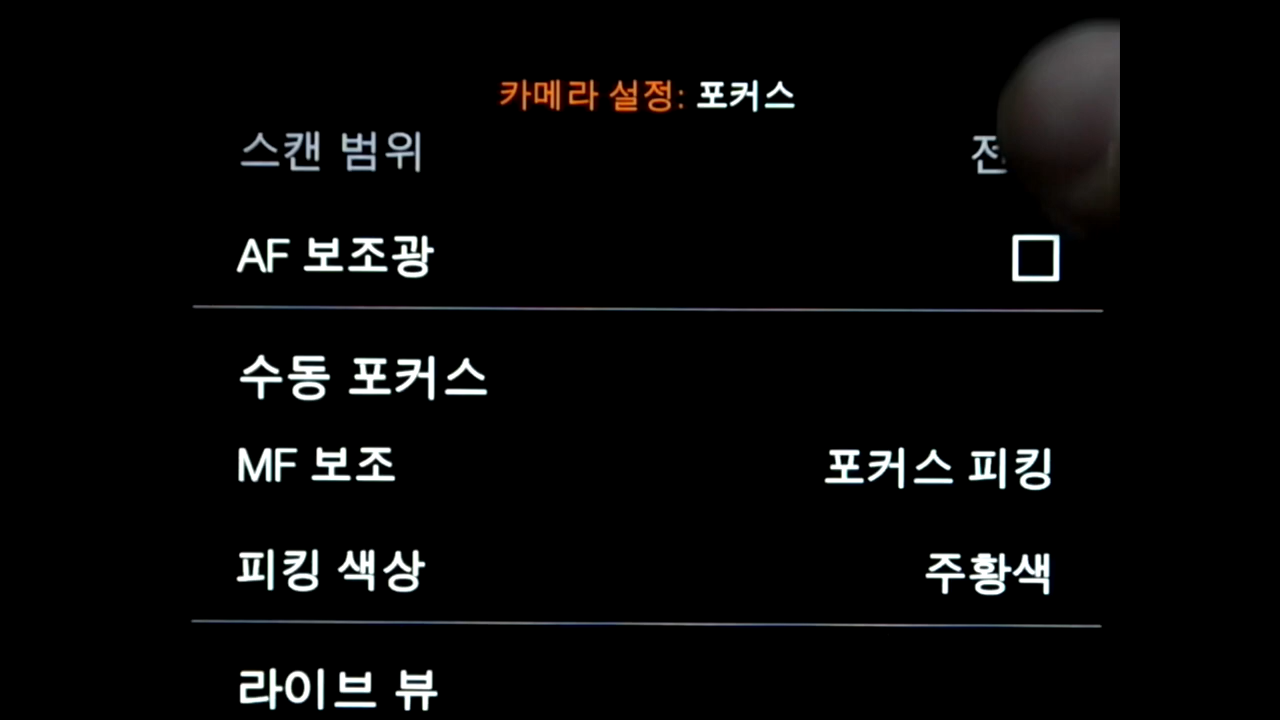 카메라 설정: 포커스
스캔 범위
AF 보조광
수동 포커스
MF 보조 포커스 피킹
피킹 색상 주황색
라이브 뷰